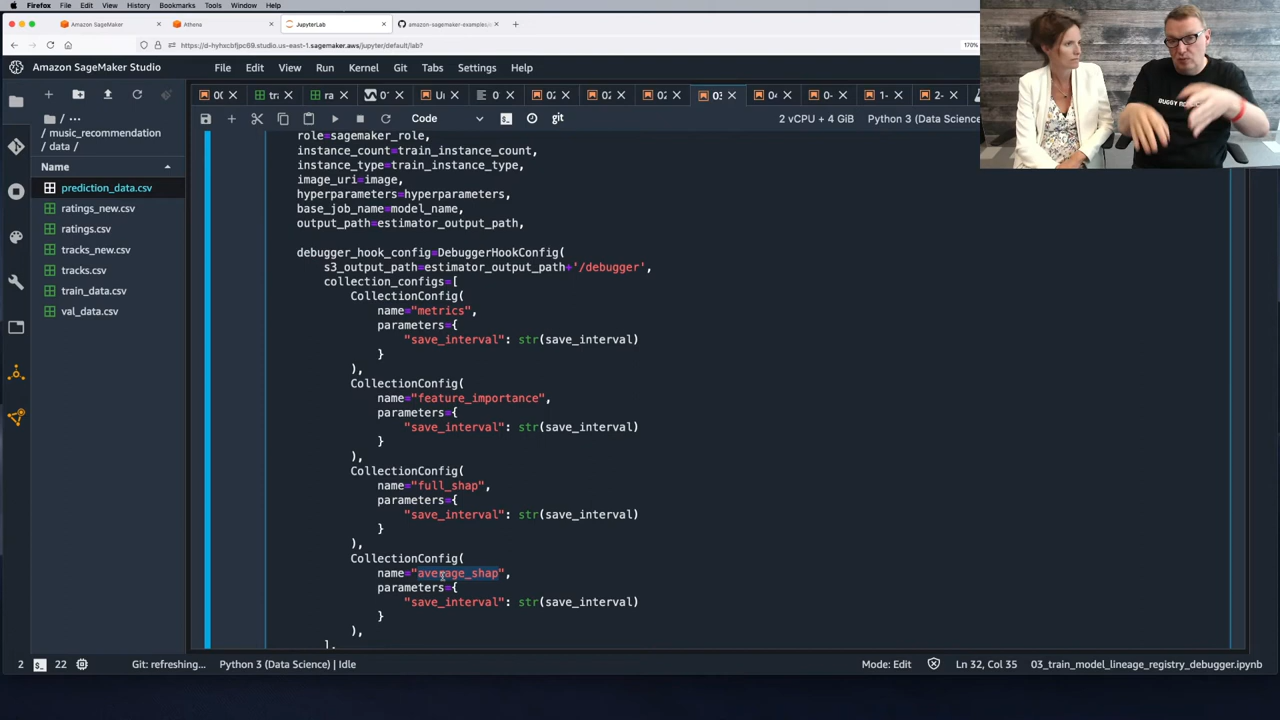 Firefox File Edit View History Bookmarks Tools Window Help
Amazon SageMaker
Athena
JupyterLab
amazon-sagemaker-examples
https://d-hyhxcbfjpc69.studio.us-east-1.sagemaker.aws/jupyter/default/lab?
170%
Amazon SageMaker Studio
File Edit View Run Kernel Git Tabs Settings Help
Code
git
2 vCPU + 4 GiB
Python 3 (Data Science)
/ ...
/ music_recommendation
/ data /
Name
prediction_data.csv
ratings_new.csv
ratings.csv
tracks_new.csv
tracks.csv
train_data.csv
val_data.csv
role=sagemaker_role,
instance_count=train_instance_count,
instance_type=train_instance_type,
image_uri=image,
hyperparameters=hyperparameters,
base_job_name=model_name,
output_path=estimator_output_path,
debugger_hook_config=DebuggerHookConfig(
s3_output_path=estimator_output_path+'/debugger',
collection_configs=[
CollectionConfig(
name="metrics",
parameters={
"save_interval": str(save_interval)
}
),
CollectionConfig(
name="feature_importance",
parameters={
"save_interval": str(save_interval)
}
),
CollectionConfig(
name="full_shap",
parameters={
"save_interval": str(save_interval)
}
),
CollectionConfig(
name="average_shap",
parameters={
"save_interval": str(save_interval)
}
),
],
2
22
Git: refreshing...
Python 3 (Data Science) | Idle
Mode: Edit
Ln 32, Col 35
03_train_model_lineage_registry_debugger.ipynb